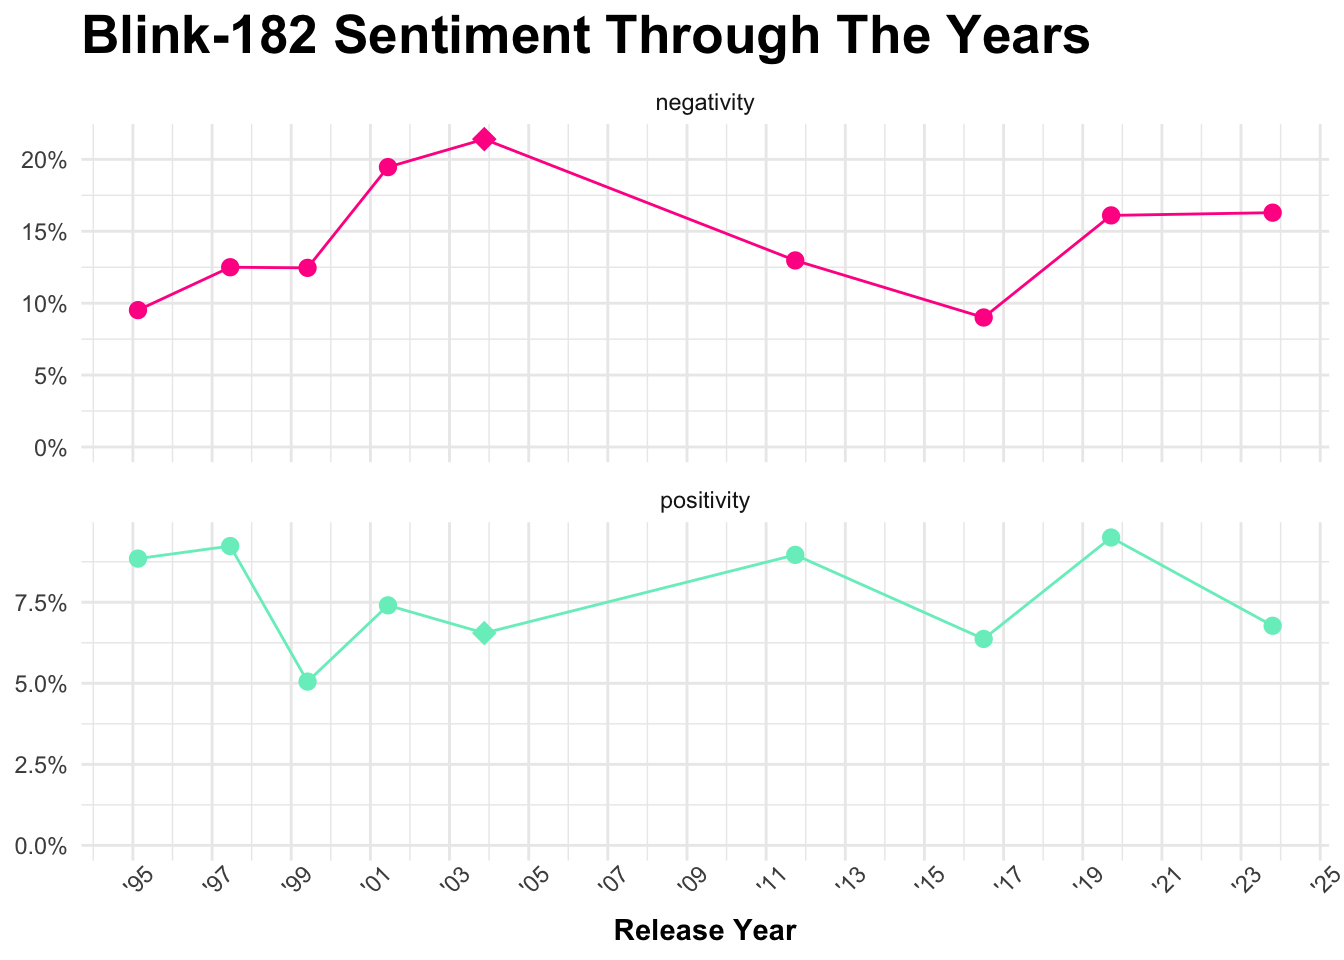 Blink-182 Sentiment Through The Years
negativity
20%
15%
10%
5%
0%
positivity
7.5%
5.0%
2.5%
0.0%
'95 '97 '99 '01 '03 '05 '07 '09 '11 '13 '15 '17 '19 '21 '23 '25
Release Year